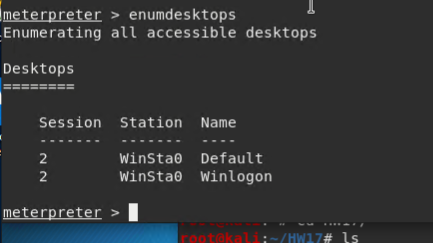 meterpreter > enumdesktops
Enumerating all accessible desktops
Desktops
========
Session Station Name
------- ------- ----
2 WinSta0 Default
2 WinSta0 Winlogon
meterpreter >
root@kali:~/HW17# ls